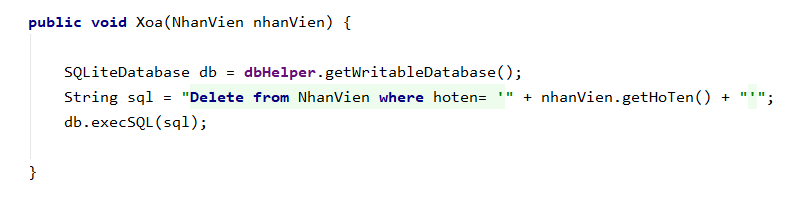 public void Xoa(NhanVien nhanVien) {
SQLiteDatabase db = dbHelper.getWritableDatabase();
String sql = "Delete from NhanVien where hoten= '" + nhanVien.getHoTen() + "'";
db.execSQL(sql);
}